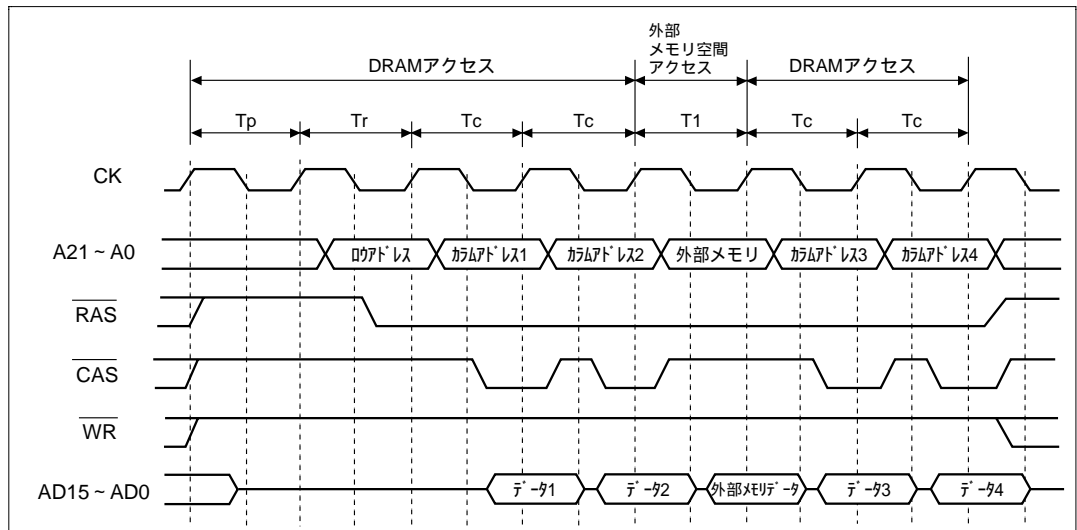 外部
メモリ空間
アクセス
DRAMアクセス
DRAMアクセス
Tp Tr Tc Tc T1 Tc Tc
CK
A21 ~ A0 ロウアドレス カラムアドレス1 カラムアドレス2 外部メモリ カラムアドレス3 カラムアドレス4
RAS
CAS
WR
AD15 ~ AD0 データ1 データ2 外部メモリデータ データ3 データ4